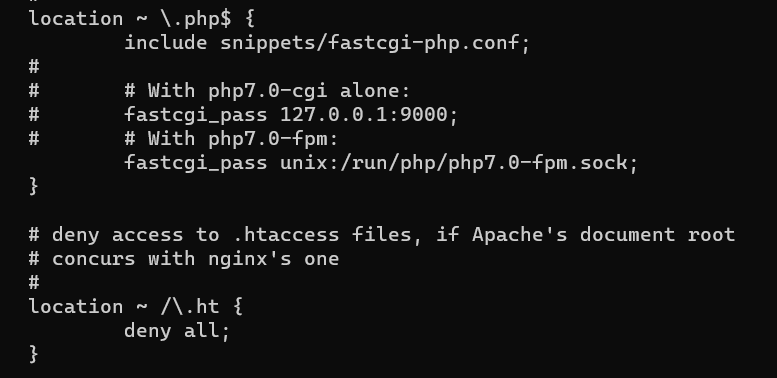 location ~ \.php$ {
        include snippets/fastcgi-php.conf;
#
#       # With php7.0-cgi alone:
#       fastcgi_pass 127.0.0.1:9000;
#       # With php7.0-fpm:
        fastcgi_pass unix:/run/php/php7.0-fpm.sock;
}

# deny access to .htaccess files, if Apache's document root
# concurs with nginx's one
#
location ~ /\.ht {
        deny all;
}